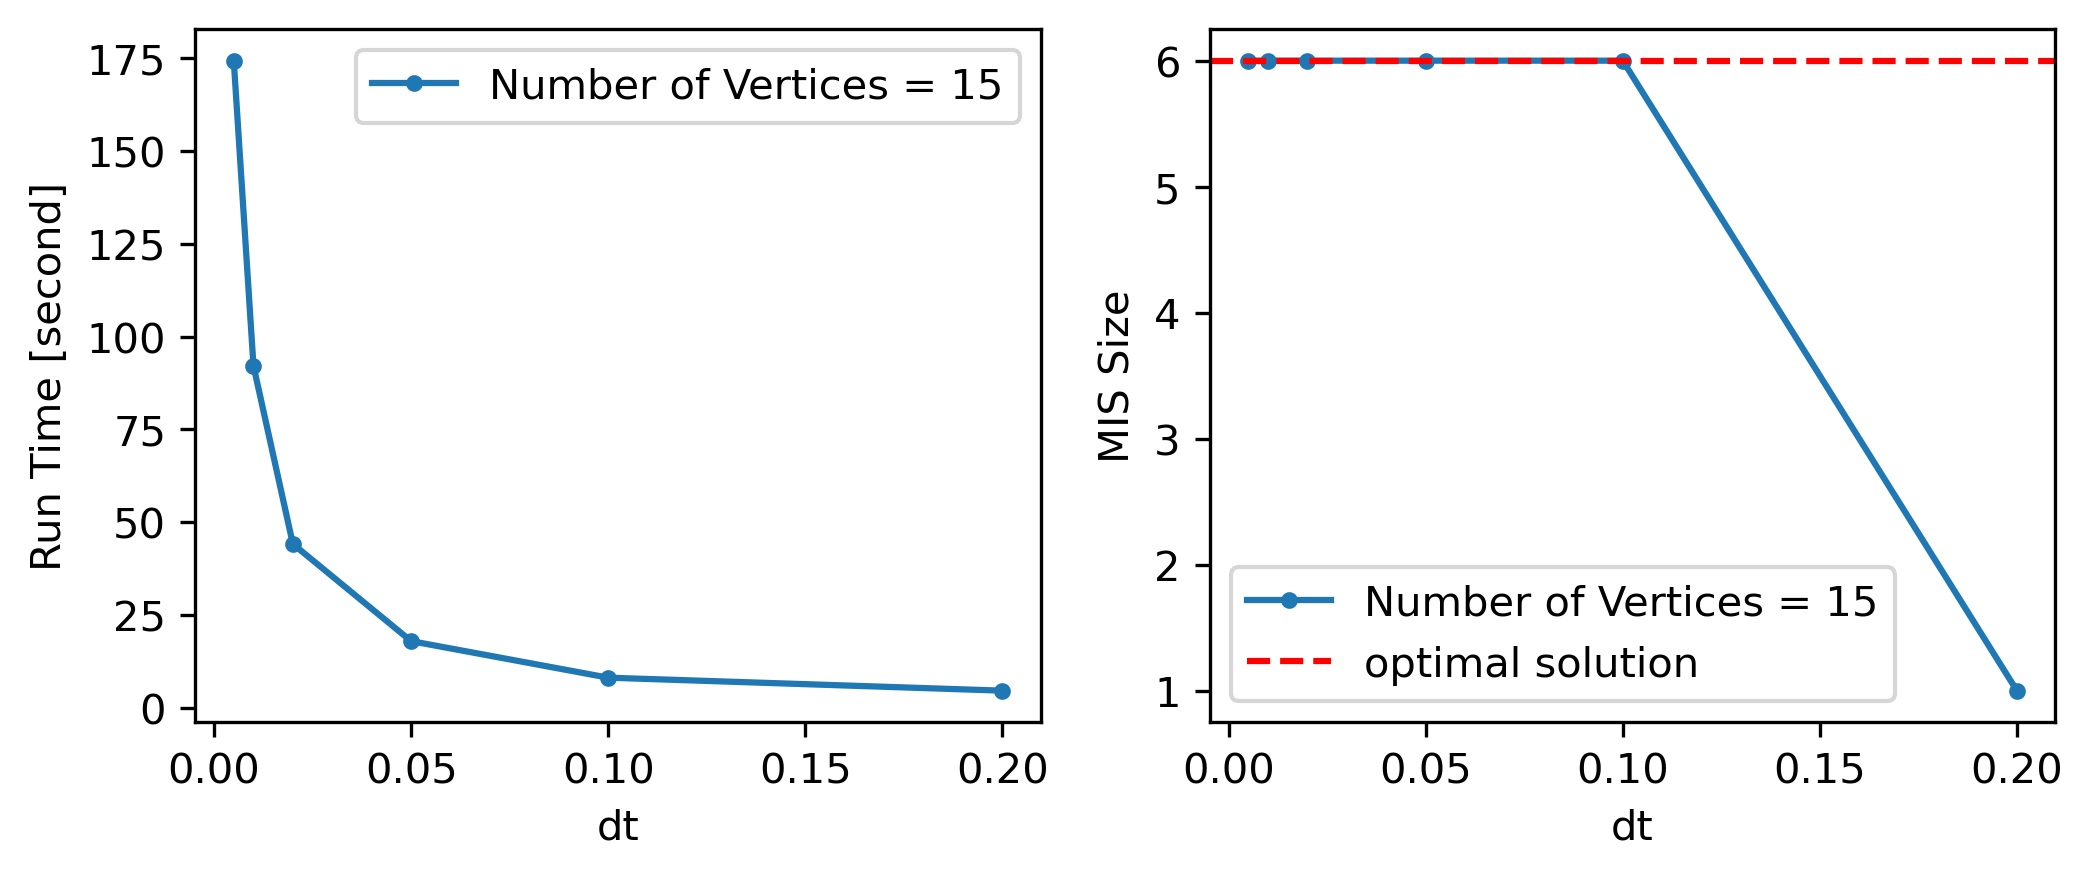 175
150
125
100
75
50
25
0
Run Time [second]
Number of Vertices = 15
0.00 0.05 0.10 0.15 0.20
dt
6
5
4
3
2
1
MIS Size
Number of Vertices = 15
optimal solution
0.00 0.05 0.10 0.15 0.20
dt